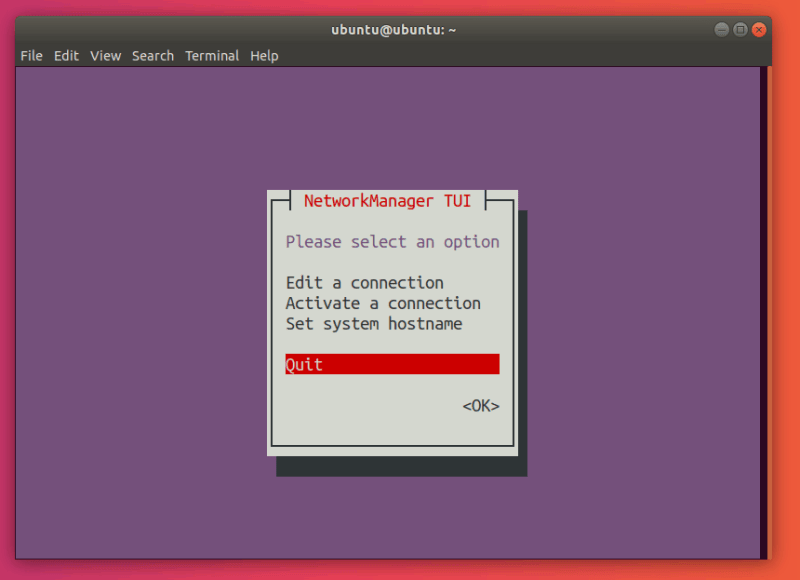 ubuntu@ubuntu: ~
File Edit View Search Terminal Help
NetworkManager TUI
Please select an option
Edit a connection
Activate a connection
Set system hostname
Quit
<OK>